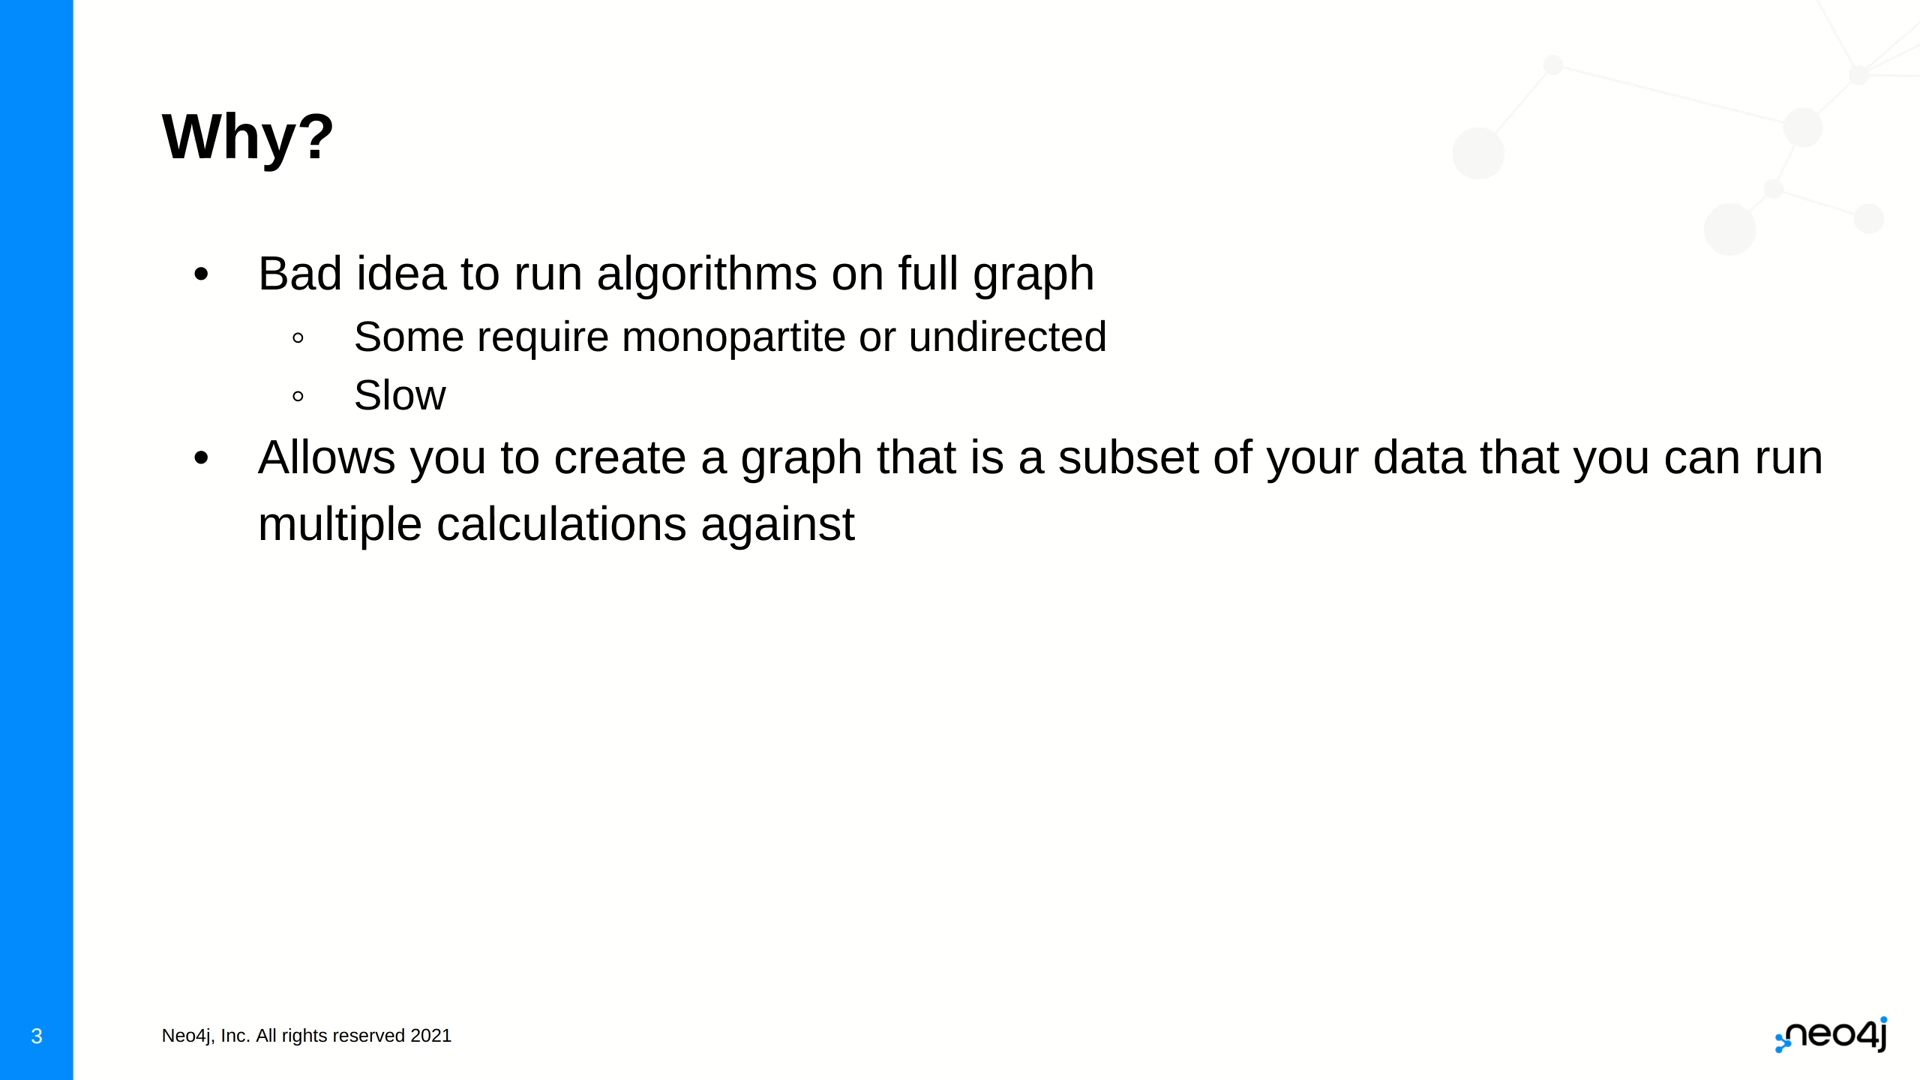 Why?
• Bad idea to run algorithms on full graph
◦ Some require monopartite or undirected
◦ Slow
• Allows you to create a graph that is a subset of your data that you can run
multiple calculations against
3
Neo4j, Inc. All rights reserved 2021
neo4j